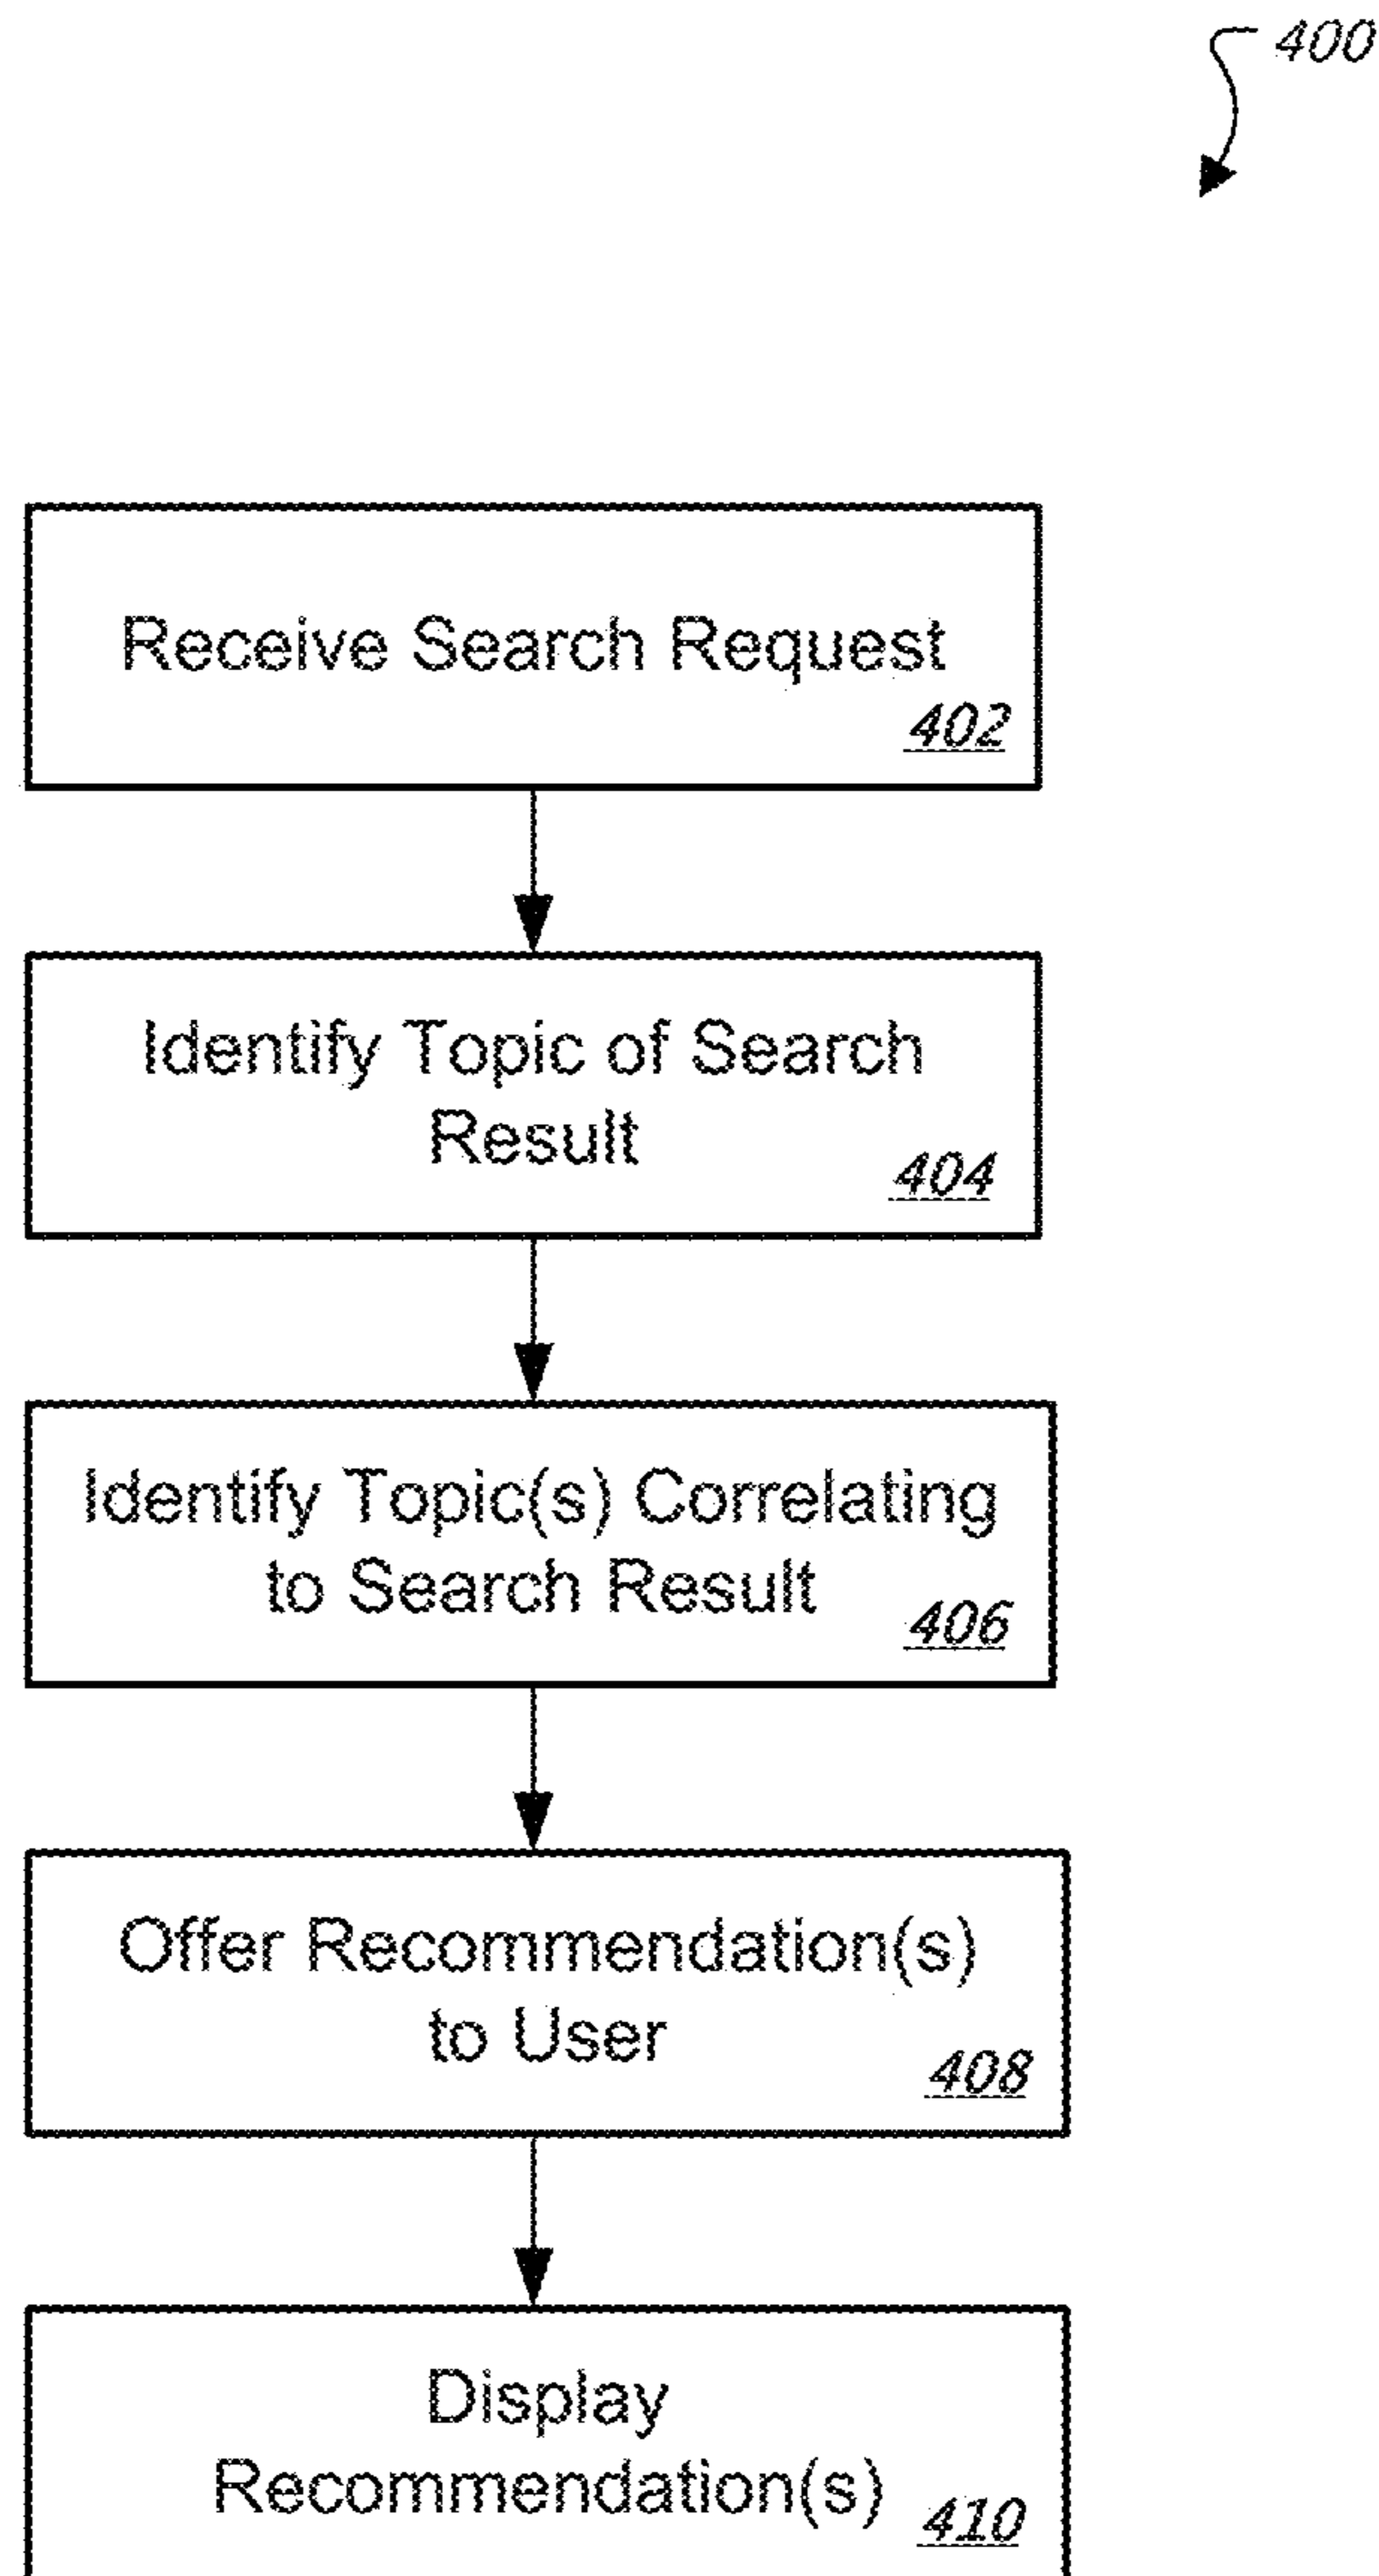 400
Receive Search Request
402
Identify Topic of Search
Result
404
Identify Topic(s) Correlating
to Search Result
406
Offer Recommendation(s)
to User
408
Display
Recommendation(s)
410